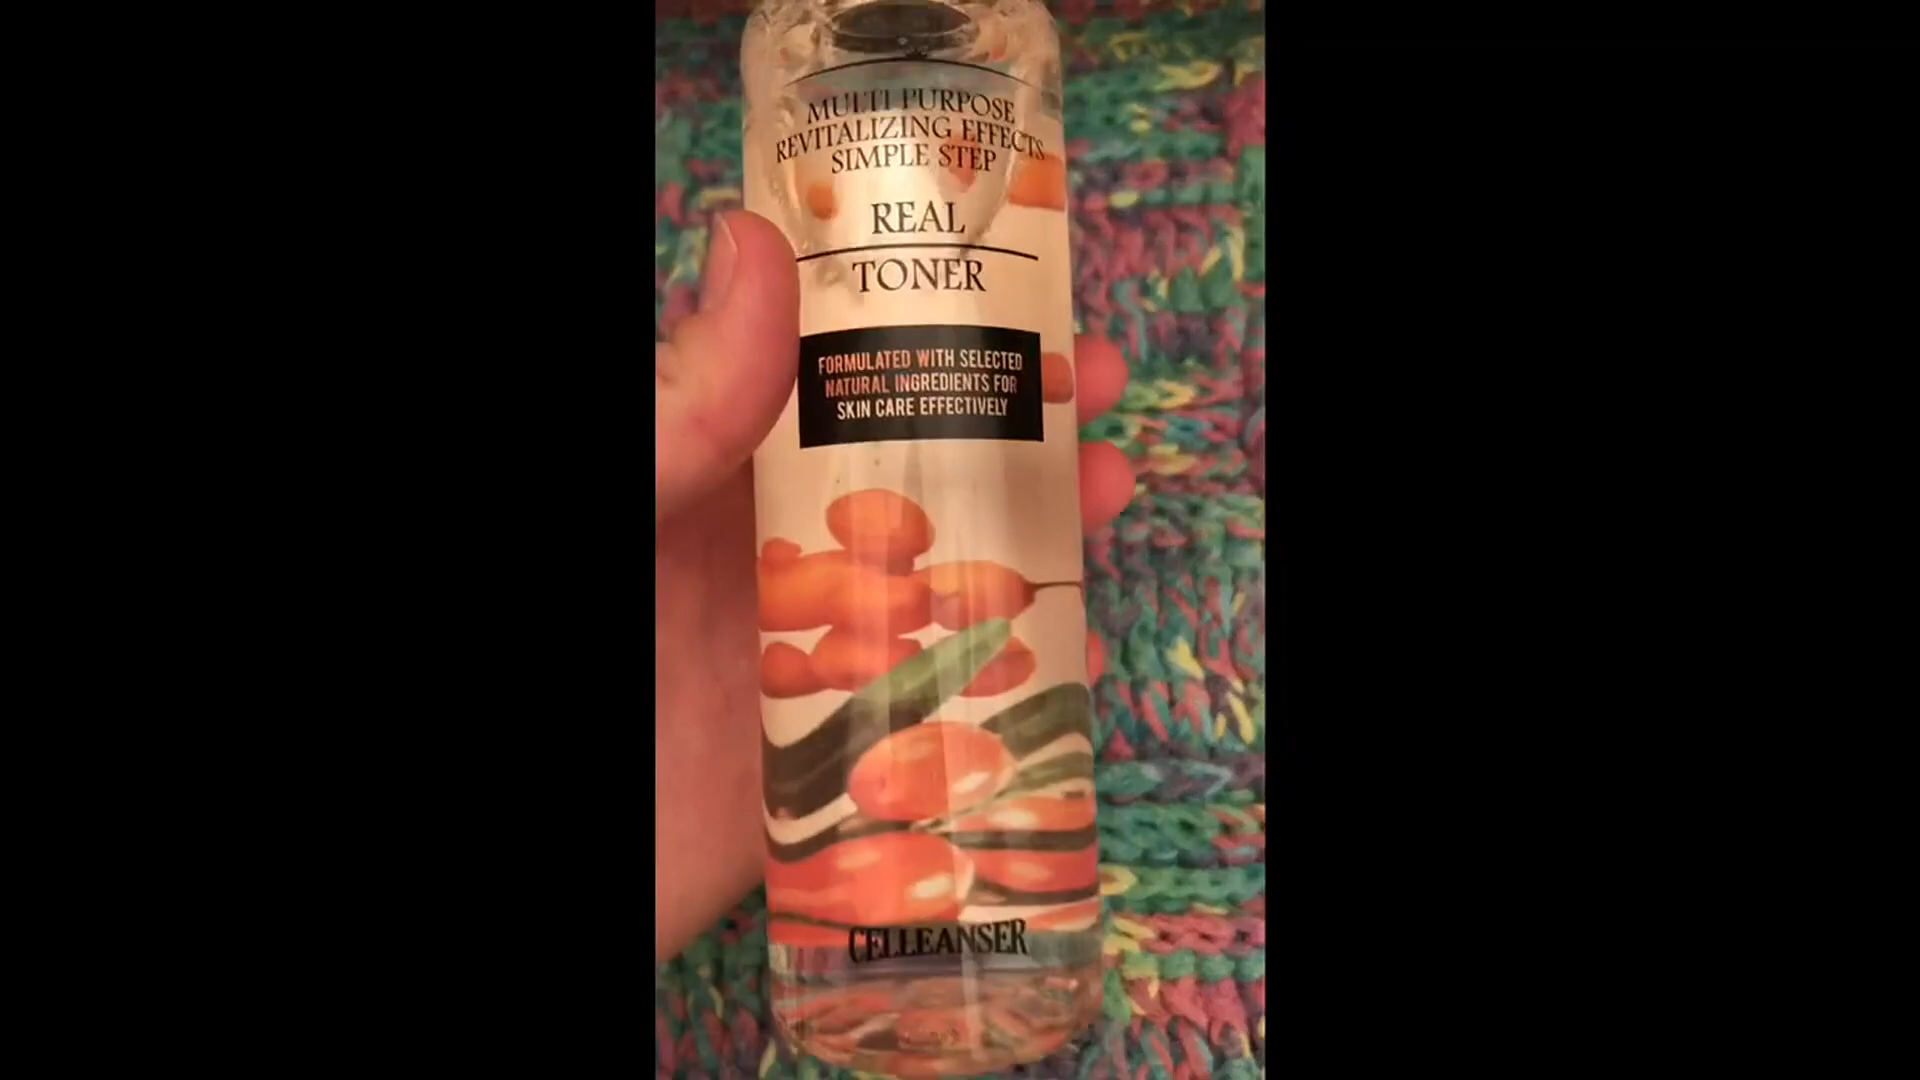 MULTI PURPOSE
REVITALIZING EFFECTS
SIMPLE STEP
REAL
TONER
FORMULATED WITH SELECTED
NATURAL INGREDIENTS FOR
SKIN CARE EFFECTIVELY
CELLEANSER